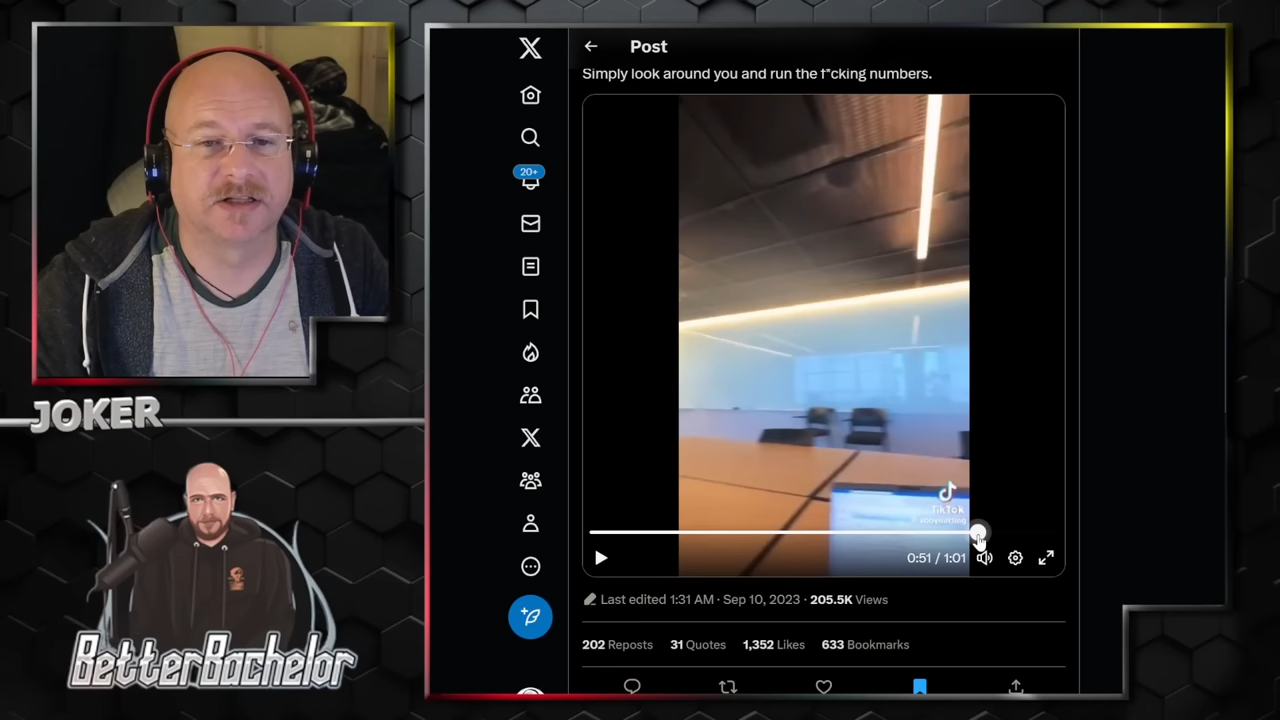 Post
Simply look around you and run the f*cking numbers.
20+
JOKER
TikTok
0:51 / 1:01
Last edited 1:31 AM · Sep 10, 2023 · 205.5K Views
202 Reposts 31 Quotes 1,352 Likes 633 Bookmarks
BetterBachelor